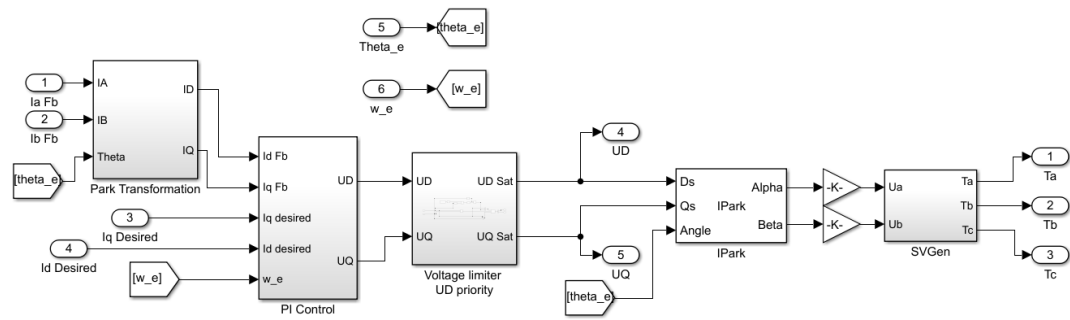 5
Theta_e
[theta_e]
6
w_e
[w_e]
1
Ia Fb
2
Ib Fb
[theta_e]
IA
IB
Theta
ID
IQ
Park Transformation
3
Iq Desired
4
Id Desired
[w_e]
Id Fb
Iq Fb
Iq desired
Id desired
w_e
UD
UQ
PI Control
UD
UQ
UD Sat
UQ Sat
Voltage limiter
UD priority
4
UD
5
UQ
[theta_e]
Ds
Qs
Angle
IPark
Alpha
Beta
IPark
-K-
-K-
Ua
Ub
Ta
Tb
Tc
SVGen
1
Ta
2
Tb
3
Tc